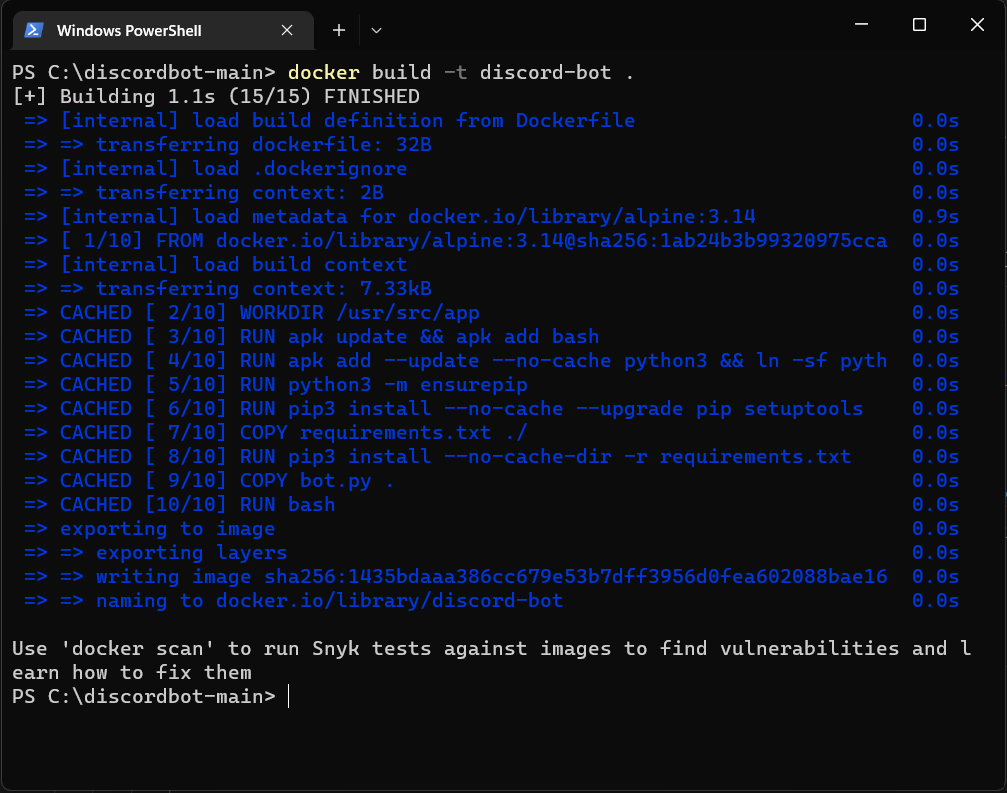 Windows PowerShell
PS C:\discordbot-main> docker build -t discord-bot .
[+] Building 1.1s (15/15) FINISHED
=> [internal] load build definition from Dockerfile 0.0s
=> => transferring dockerfile: 32B 0.0s
=> [internal] load .dockerignore 0.0s
=> => transferring context: 2B 0.0s
=> [internal] load metadata for docker.io/library/alpine:3.14 0.9s
=> [ 1/10] FROM docker.io/library/alpine:3.14@sha256:1ab24b3b99320975cca 0.0s
=> [internal] load build context 0.0s
=> => transferring context: 7.33kB 0.0s
=> CACHED [ 2/10] WORKDIR /usr/src/app 0.0s
=> CACHED [ 3/10] RUN apk update && apk add bash 0.0s
=> CACHED [ 4/10] RUN apk add --update --no-cache python3 && ln -sf pyth 0.0s
=> CACHED [ 5/10] RUN python3 -m ensurepip 0.0s
=> CACHED [ 6/10] RUN pip3 install --no-cache --upgrade pip setuptools 0.0s
=> CACHED [ 7/10] COPY requirements.txt ./ 0.0s
=> CACHED [ 8/10] RUN pip3 install --no-cache-dir -r requirements.txt 0.0s
=> CACHED [ 9/10] COPY bot.py . 0.0s
=> CACHED [10/10] RUN bash 0.0s
=> exporting to image 0.0s
=> => exporting layers 0.0s
=> => writing image sha256:1435bdaaa386cc679e53b7dff3956d0fea602088bae16 0.0s
=> => naming to docker.io/library/discord-bot 0.0s
Use 'docker scan' to run Snyk tests against images to find vulnerabilities and l
earn how to fix them
PS C:\discordbot-main>